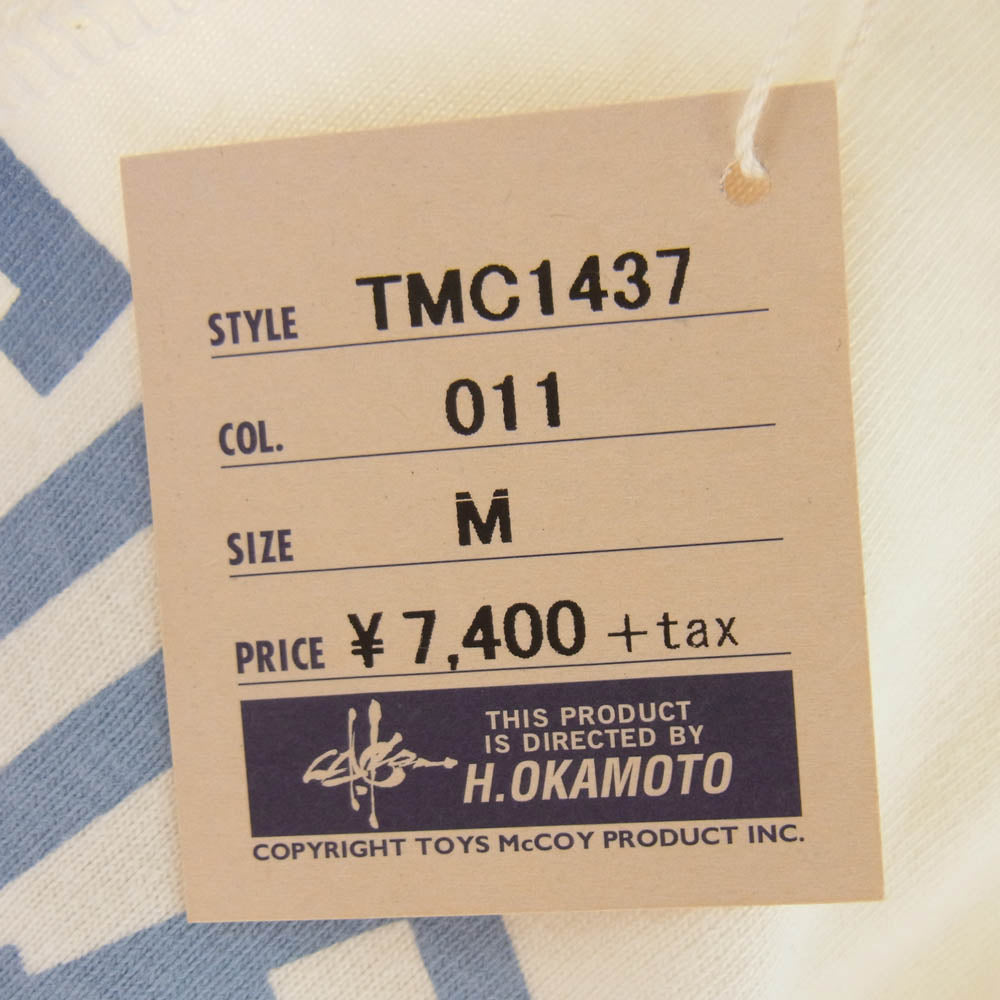 STYLE TMC1437
COL. 011
SIZE M
PRICE ¥7,400 +tax
THIS PRODUCT
IS DIRECTED BY
H.OKAMOTO
COPYRIGHT TOYS McCOY PRODUCT INC.